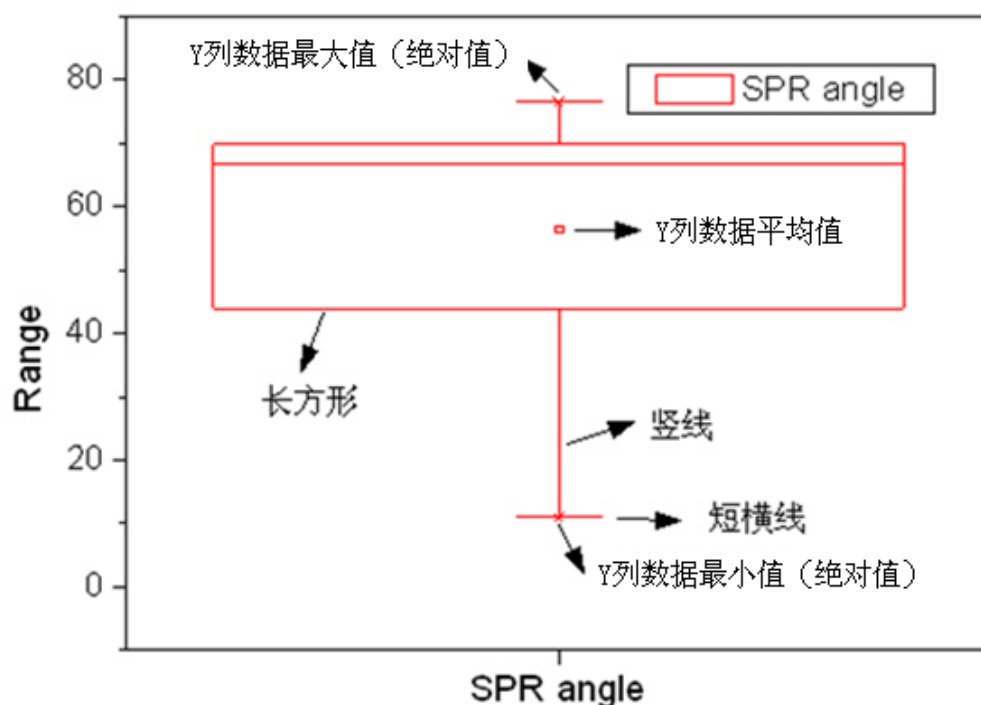 Y列数据最大值（绝对值）
SPR angle
80
60
40
20
0
Range
Y列数据平均值
长方形
竖线
短横线
Y列数据最小值（绝对值）
SPR angle